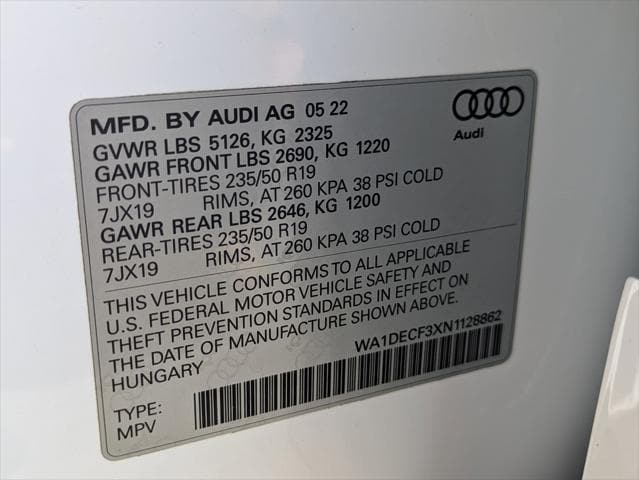 MFD. BY AUDI AG 05 22
Audi
GVWR LBS 5126, KG 2325
GAWR FRONT LBS 2690, KG 1220
FRONT-TIRES 235/50 R19
7JX19 RIMS, AT 260 KPA 38 PSI COLD
GAWR REAR LBS 2646, KG 1200
REAR-TIRES 235/50 R19
7JX19 RIMS, AT 260 KPA 38 PSI COLD
THIS VEHICLE CONFORMS TO ALL APPLICABLE
U.S. FEDERAL MOTOR VEHICLE SAFETY AND
THEFT PREVENTION STANDARDS IN EFFECT ON
THE DATE OF MANUFACTURE SHOWN ABOVE.
HUNGARY
WA1DECF3XN1128862
TYPE:
MPV